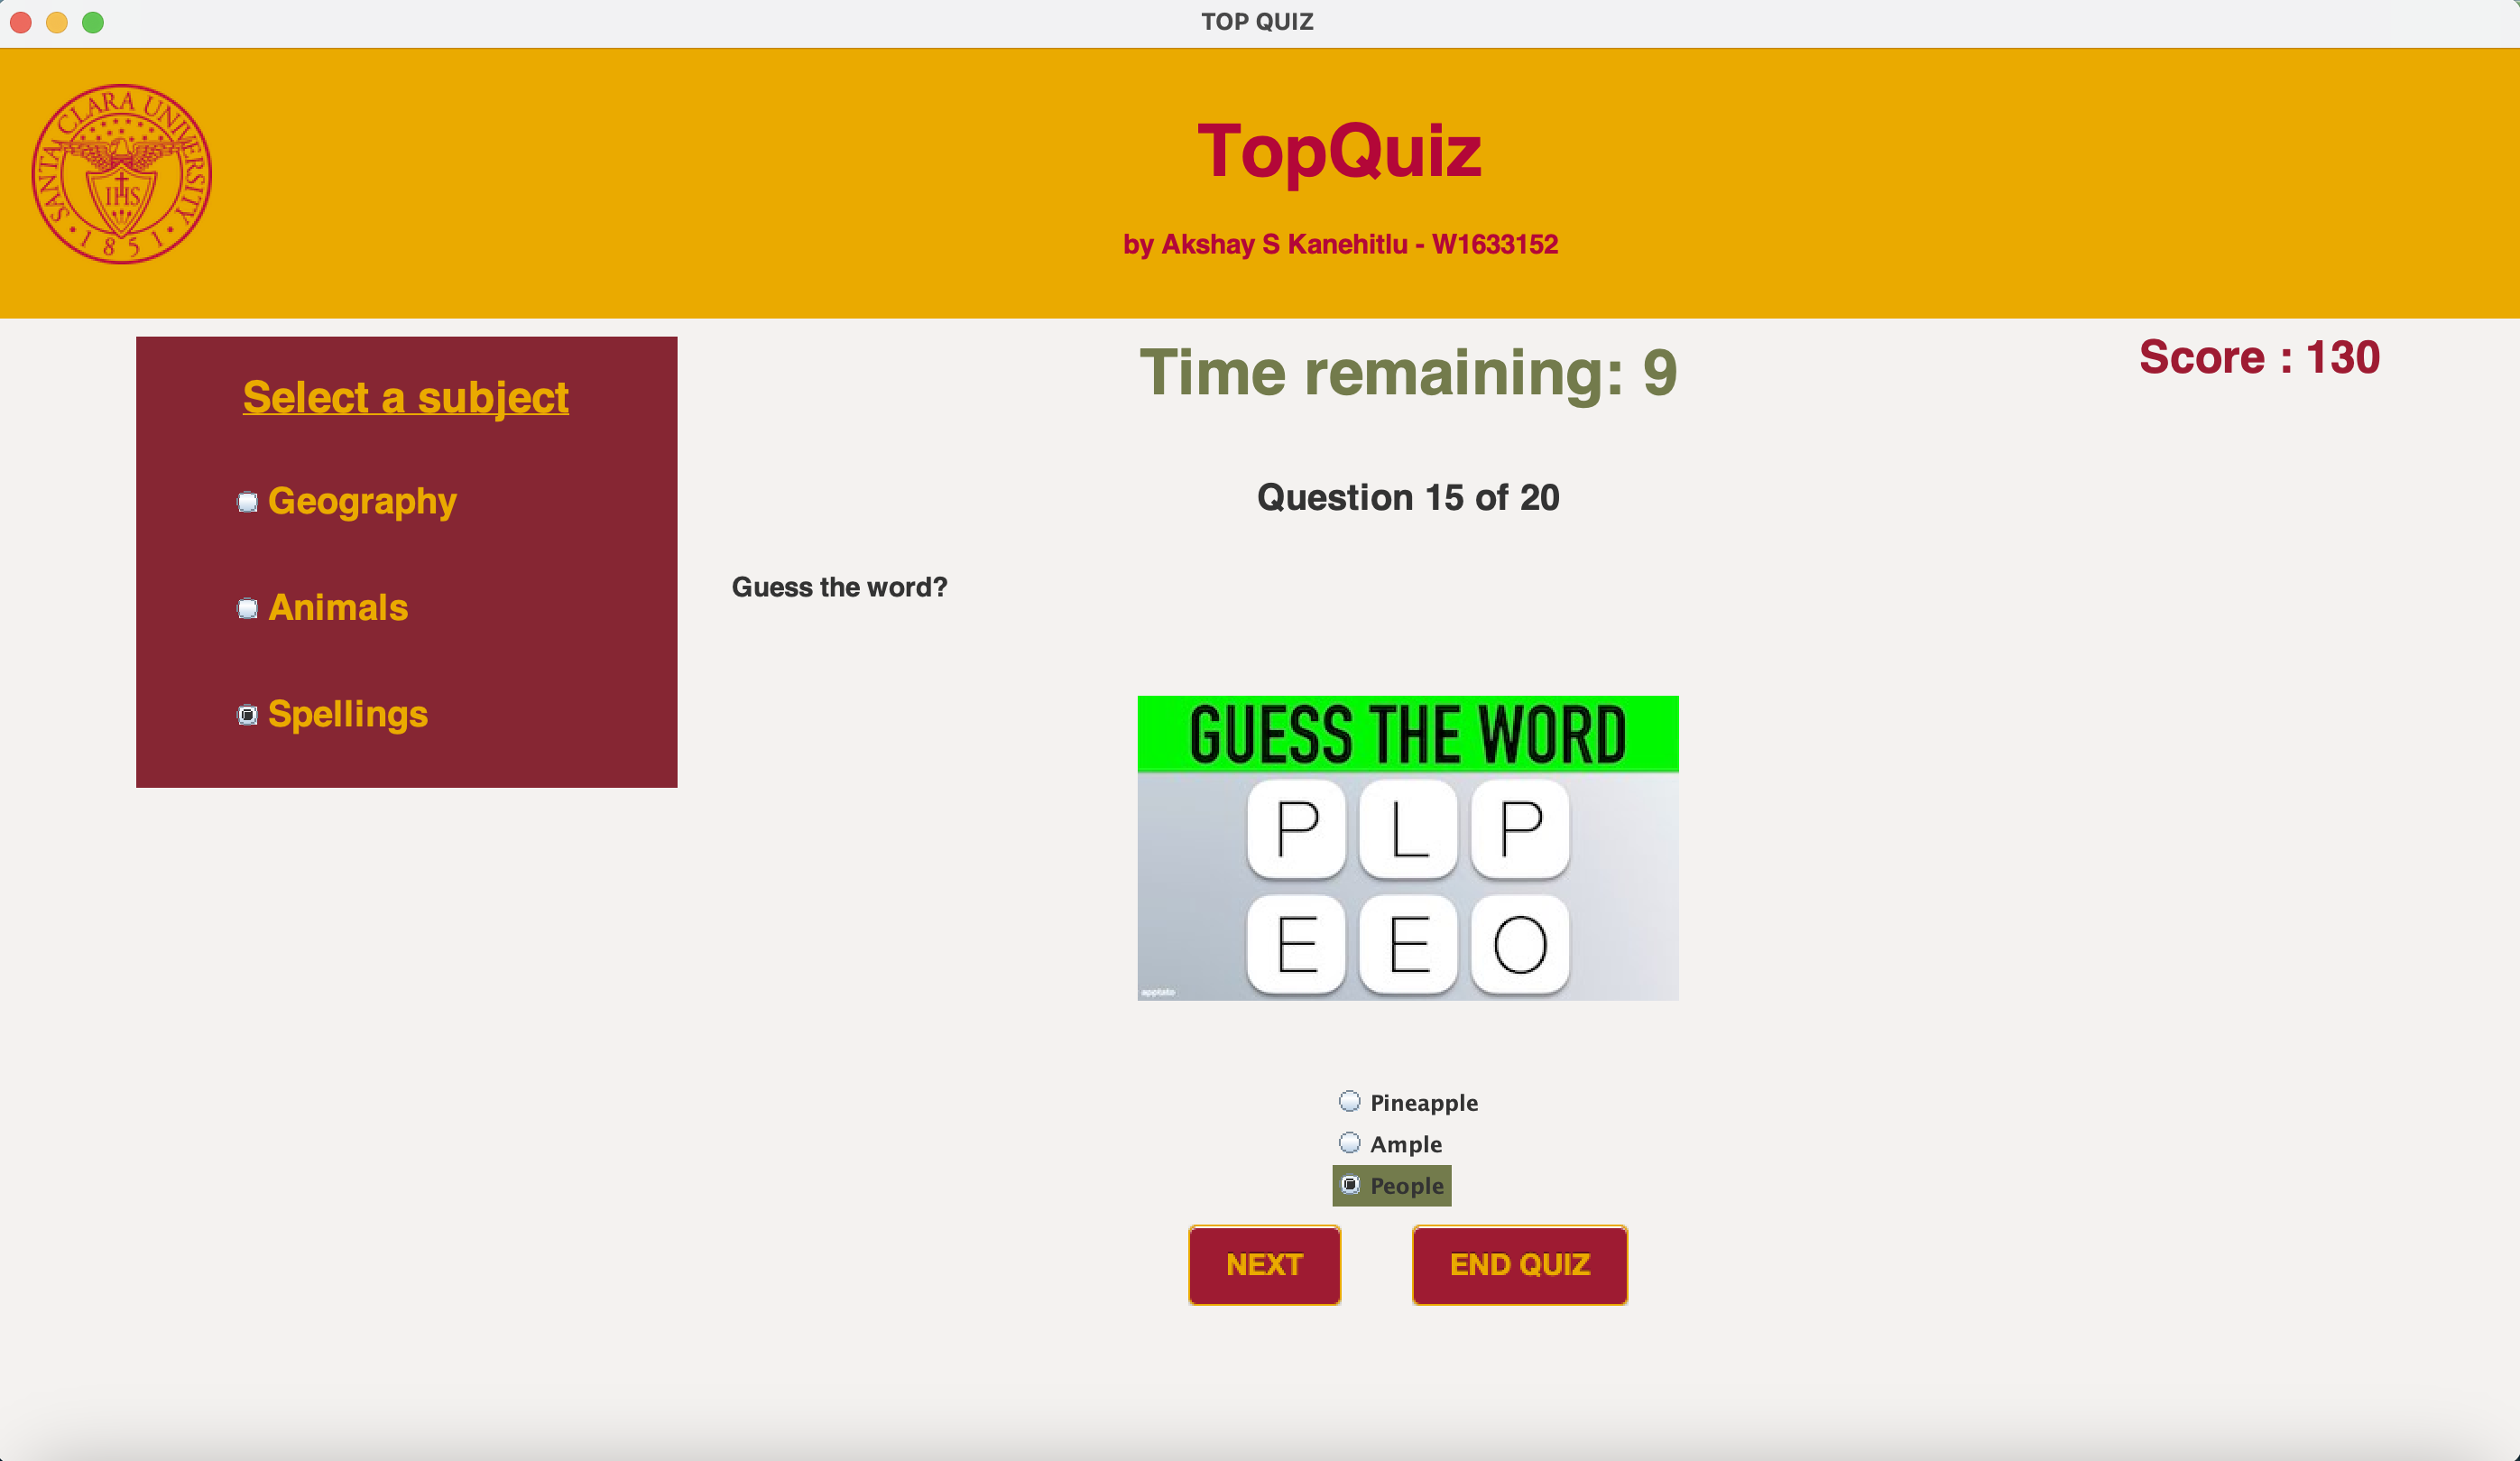 TOP QUIZ
SANTA CLARA UNIVERSITY
IHS
1851
TopQuiz
by Akshay S Kanehitlu - W1633152
Select a subject
Geography
Animals
Spellings
Time remaining: 9
Score : 130
Question 15 of 20
Guess the word?
GUESS THE WORD
P L P
E E O
Pineapple
Ample
People
NEXT
END QUIZ